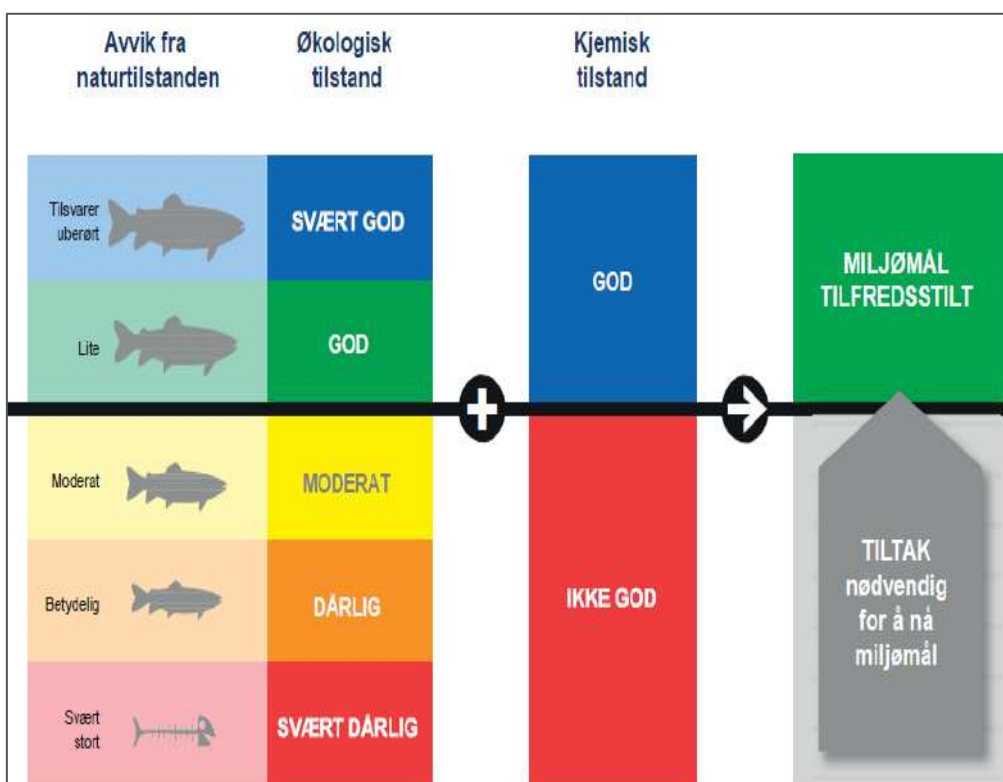 Avvik fra
naturtilstanden
Økologisk
tilstand
Kjemisk
tilstand
Tilsvarer
uberørt
SVÆRT GOD
GOD
MILJØMÅL
TILFREDSSTILT
Lite
GOD
Moderat
MODERAT
Betydelig
DÅRLIG
IKKE GOD
TILTAK
nødvendig
for å nå
miljømål
Svært
stort
SVÆRT DÅRLIG